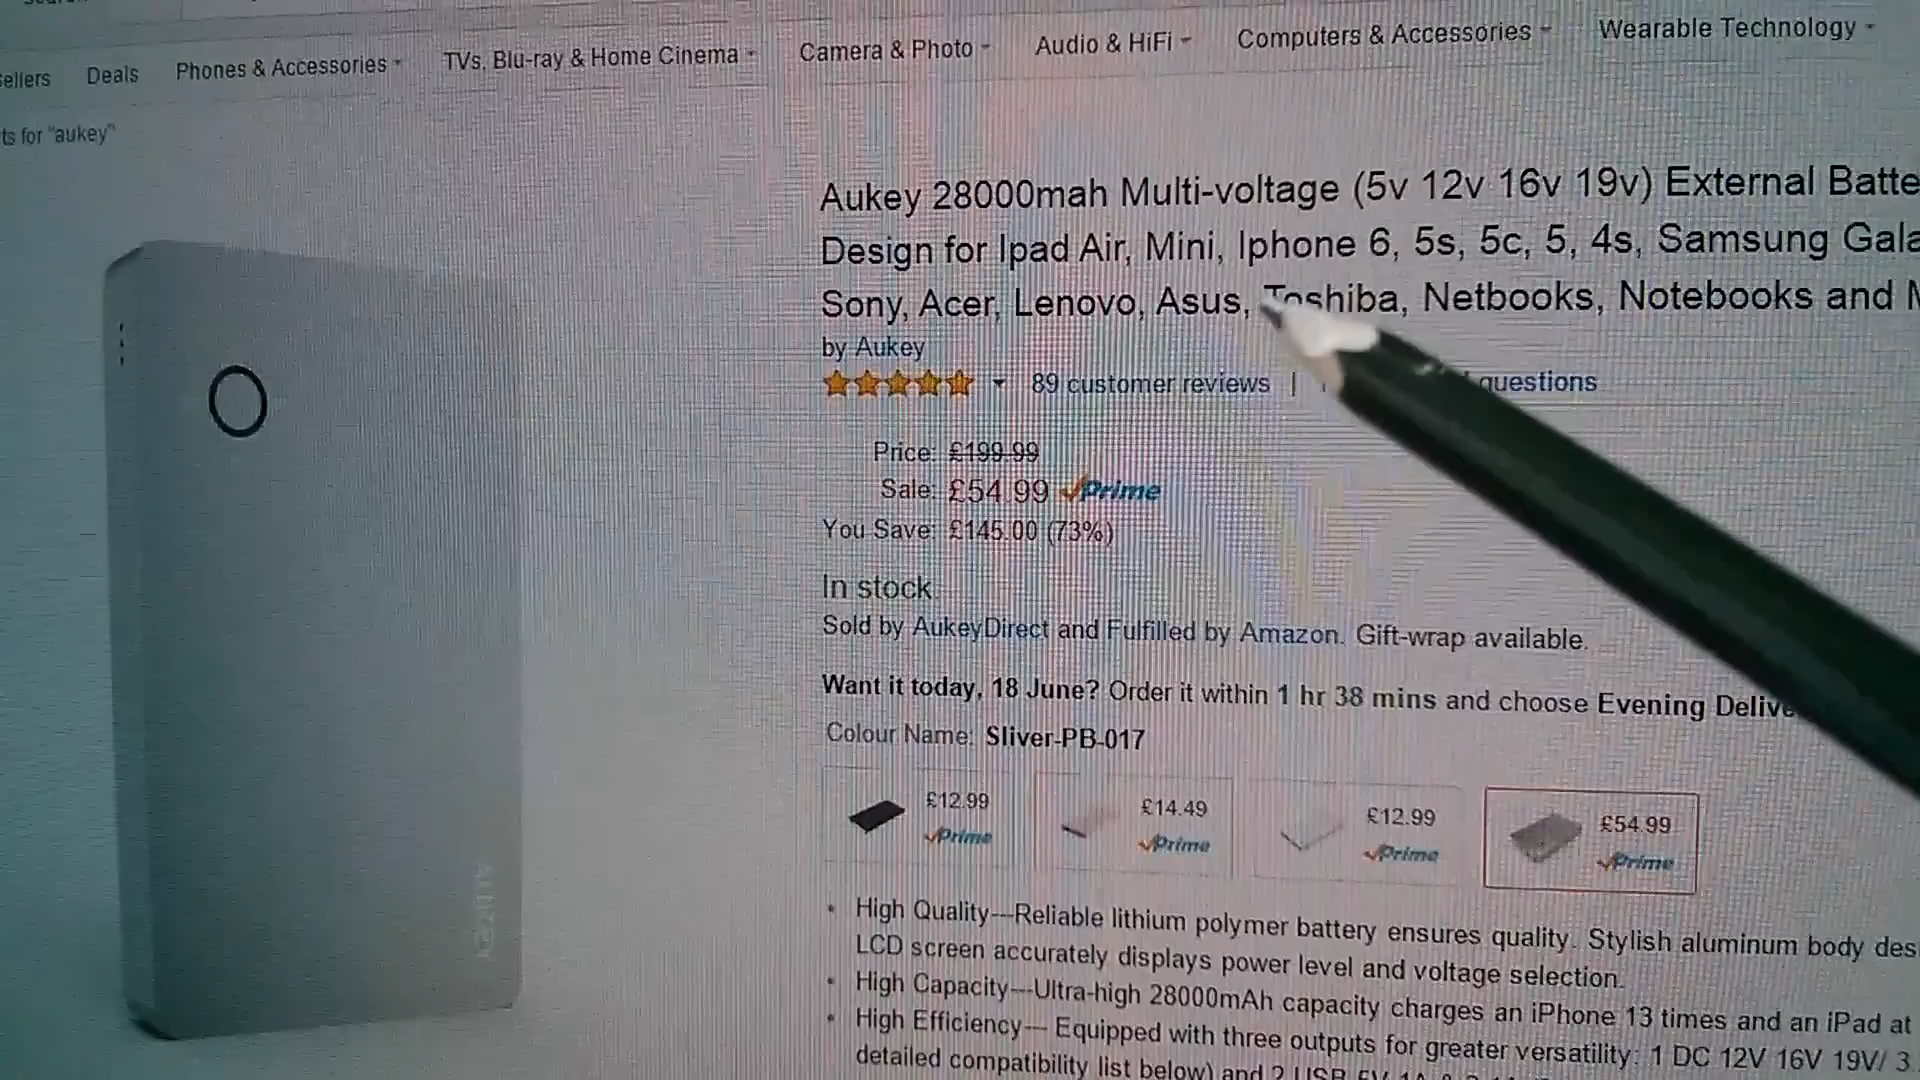 ellers Deals Phones & Accessories TVs, Blu-ray & Home Cinema Camera & Photo Audio & HiFi Computers & Accessories Wearable Technology
ts for "aukey"
Aukey 28000mah Multi-voltage (5v 12v 16v 19v) External Batte
Design for Ipad Air, Mini, Iphone 6, 5s, 5c, 5, 4s, Samsung Gala
Sony, Acer, Lenovo, Asus, Toshiba, Netbooks, Notebooks and M
by Aukey
89 customer reviews | questions
Price: £199.99
Sale: £54.99 Prime
You Save: £145.00 (73%)
In stock.
Sold by AukeyDirect and Fulfilled by Amazon. Gift-wrap available.
Want it today, 18 June? Order it within 1 hr 38 mins and choose Evening Delive
Colour Name: Sliver-PB-017
£12.99 £14.49 £12.99 £54.99
Prime Prime Prime Prime
AUKEY
• High Quality---Reliable lithium polymer battery ensures quality. Stylish aluminum body des
LCD screen accurately displays power level and voltage selection.
• High Capacity---Ultra-high 28000mAh capacity charges an iPhone 13 times and an iPad at
• High Efficiency--- Equipped with three outputs for greater versatility: 1 DC 12V 16V 19V/ 3.
detailed compatibility list below) and 2 USB 5V